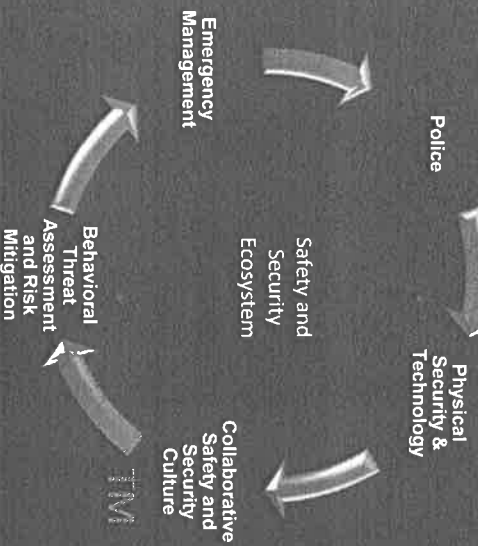 Police
Physical
Security &
Technology
Safety and
Security
Ecosystem
Collaborative
Safety and
Security
Culture
TM
Behavioral
Threat
Assessment
and Risk
Mitigation
Emergency
Management